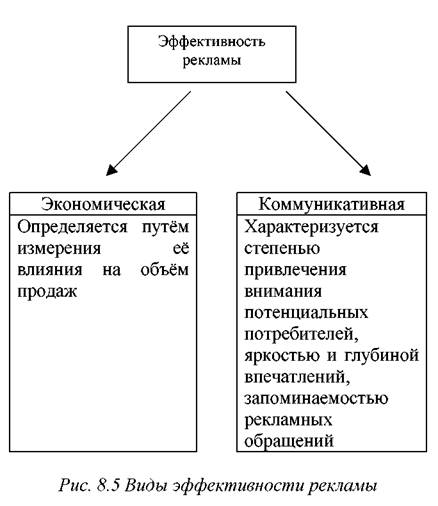 Эффективность
рекламы
Экономическая
Определяется путём
измерения её
влияния на объём
продаж
Коммуникативная
Характеризуется
степенью
привлечения
внимания
потенциальных
потребителей,
яркостью и глубиной
впечатлений,
запоминаемостью
рекламных
обращений
Рис. 8.5 Виды эффективности рекламы